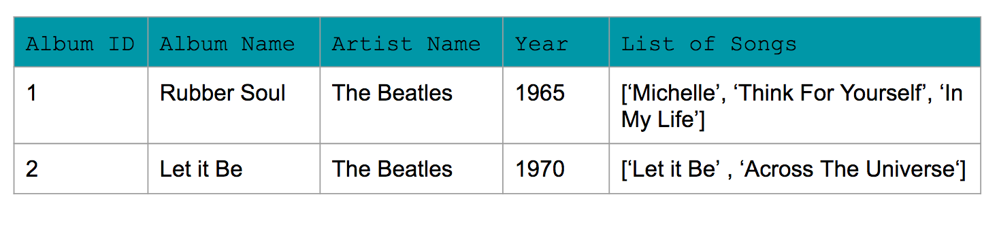 Album ID Album Name Artist Name Year List of Songs
1 Rubber Soul The Beatles 1965 [‘Michelle’, ‘Think For Yourself’, ‘In
My Life’]
2 Let it Be The Beatles 1970 [‘Let it Be’ , ‘Across The Universe‘]